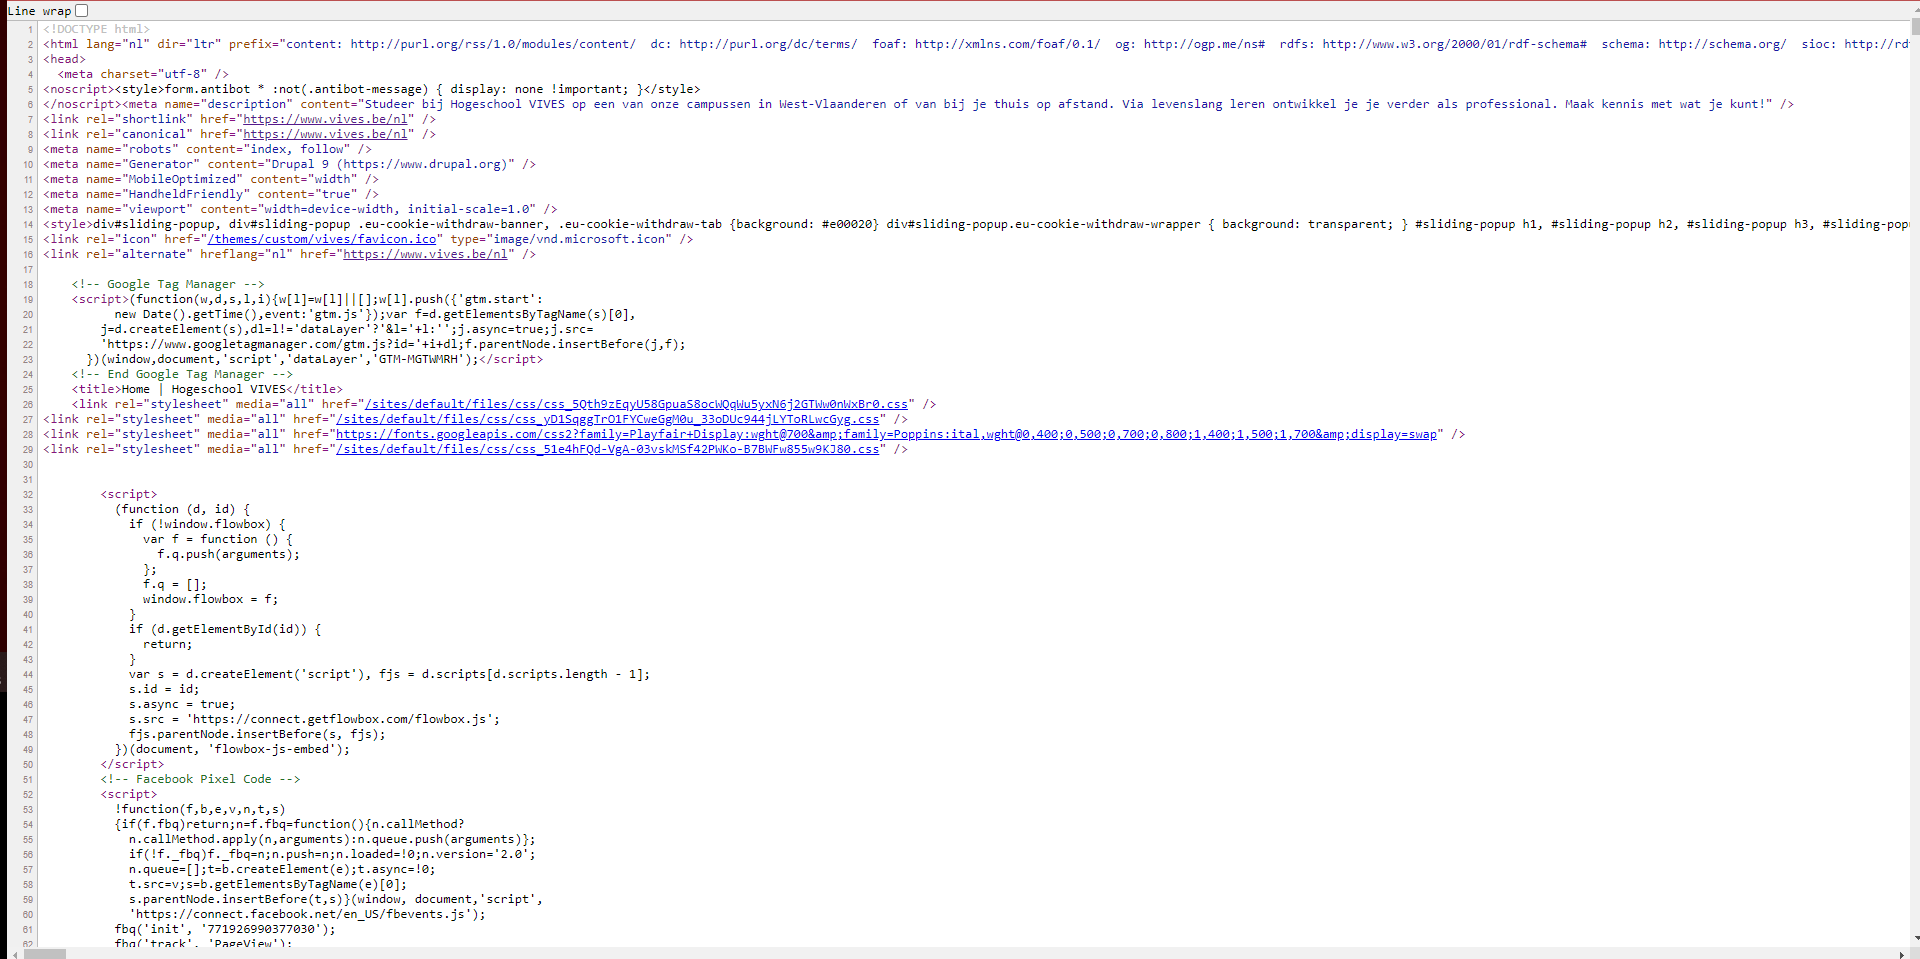 Line wrap
1 <!DOCTYPE html>
2 <html lang="nl" dir="ltr" prefix="content: http://purl.org/rss/1.0/modules/content/  dc: http://purl.org/dc/terms/  foaf: http://xmlns.com/foaf/0.1/  og: http://ogp.me/ns#  rdfs: http://www.w3.org/2000/01/rdf-schema#  schema: http://schema.org/  sioc: http://rd
3 <head>
4   <meta charset="utf-8" />
5 <noscript><style>form.antibot * :not(.antibot-message) { display: none !important; }</style>
6 </noscript><meta name="description" content="Studeer bij Hogeschool VIVES op een van onze campussen in West-Vlaanderen of van bij je thuis op afstand. Via levenslang leren ontwikkel je je verder als professional. Maak kennis met wat je kunt!" />
7 <link rel="shortlink" href="https://www.vives.be/nl" />
8 <link rel="canonical" href="https://www.vives.be/nl" />
9 <meta name="robots" content="index, follow" />
10 <meta name="Generator" content="Drupal 9 (https://www.drupal.org)" />
11 <meta name="MobileOptimized" content="width" />
12 <meta name="HandheldFriendly" content="true" />
13 <meta name="viewport" content="width=device-width, initial-scale=1.0" />
14 <style>div#sliding-popup, div#sliding-popup .eu-cookie-withdraw-banner, .eu-cookie-withdraw-tab {background: #e00020} div#sliding-popup.eu-cookie-withdraw-wrapper { background: transparent; } #sliding-popup h1, #sliding-popup h2, #sliding-popup h3, #sliding-pop
15 <link rel="icon" href="/themes/custom/vives/favicon.ico" type="image/vnd.microsoft.icon" />
16 <link rel="alternate" hreflang="nl" href="https://www.vives.be/nl" />
17
18     <!-- Google Tag Manager -->
19     <script>(function(w,d,s,l,i){w[l]=w[l]||[];w[l].push({'gtm.start':
20           new Date().getTime(),event:'gtm.js'});var f=d.getElementsByTagName(s)[0],
21         j=d.createElement(s),dl=l!='dataLayer'?'&l='+l:'';j.async=true;j.src=
22         'https://www.googletagmanager.com/gtm.js?id='+i+dl;f.parentNode.insertBefore(j,f);
23       })(window,document,'script','dataLayer','GTM-MGTWMRH');</script>
24     <!-- End Google Tag Manager -->
25     <title>Home | Hogeschool VIVES</title>
26     <link rel="stylesheet" media="all" href="/sites/default/files/css/css_5Qth9zEqyU58GpuaS8ocWQqWu5yxN6j2GTWw0nWxBr0.css" />
27 <link rel="stylesheet" media="all" href="/sites/default/files/css/css_yD1SqggTrO1FYCweGgM0u_33oDUc944jLYToRLwcGyg.css" />
28 <link rel="stylesheet" media="all" href="https://fonts.googleapis.com/css2?family=Playfair+Display:wght@700&amp;family=Poppins:ital,wght@0,400;0,500;0,700;0,800;1,400;1,500;1,700&amp;display=swap" />
29 <link rel="stylesheet" media="all" href="/sites/default/files/css/css_51e4hFQd-VgA-03vskMSf42PWKo-B7BWFw855w9KJ80.css" />
30
31
32         <script>
33           (function (d, id) {
34             if (!window.flowbox) {
35               var f = function () {
36                 f.q.push(arguments);
37               };
38               f.q = [];
39               window.flowbox = f;
40             }
41             if (d.getElementById(id)) {
42               return;
43             }
44             var s = d.createElement('script'), fjs = d.scripts[d.scripts.length - 1];
45             s.id = id;
46             s.async = true;
47             s.src = 'https://connect.getflowbox.com/flowbox.js';
48             fjs.parentNode.insertBefore(s, fjs);
49           })(document, 'flowbox-js-embed');
50         </script>
51         <!-- Facebook Pixel Code -->
52         <script>
53           !function(f,b,e,v,n,t,s)
54           {if(f.fbq)return;n=f.fbq=function(){n.callMethod?
55             n.callMethod.apply(n,arguments):n.queue.push(arguments)};
56             if(!f._fbq)f._fbq=n;n.push=n;n.loaded=!0;n.version='2.0';
57             n.queue=[];t=b.createElement(e);t.async=!0;
58             t.src=v;s=b.getElementsByTagName(e)[0];
59             s.parentNode.insertBefore(t,s)}(window, document,'script',
60             'https://connect.facebook.net/en_US/fbevents.js');
61           fbq('init', '771926990377030');
62           fbq('track', 'PageView');